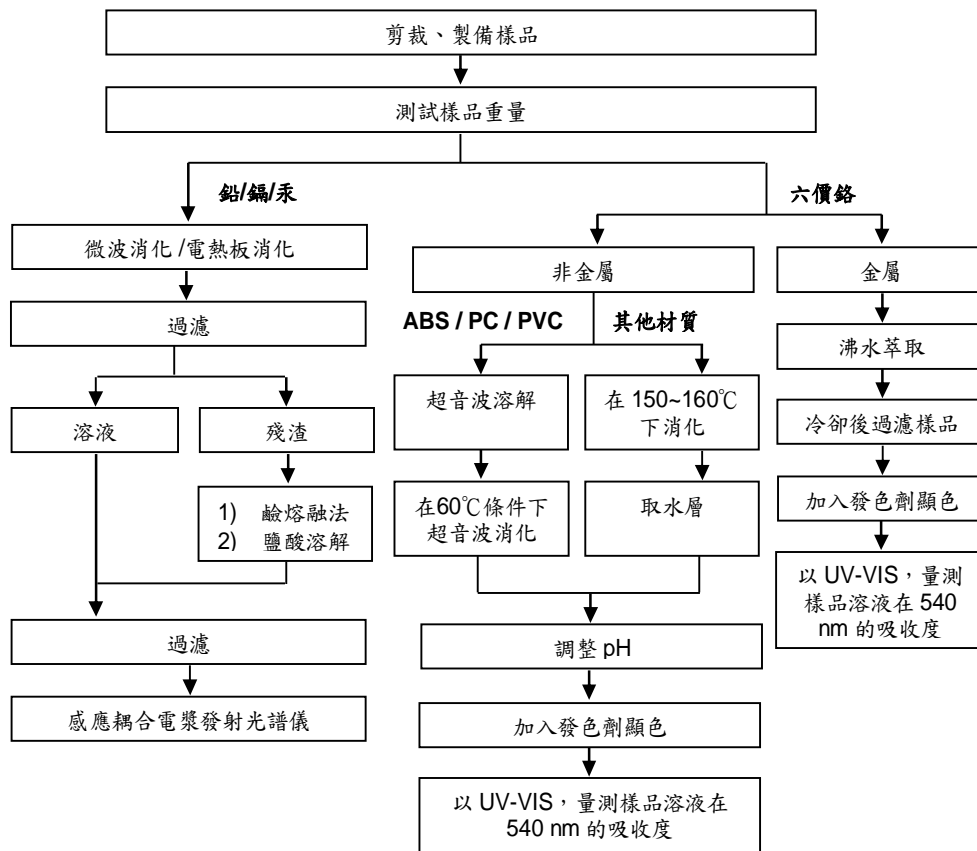 剪裁、製備樣品
測試樣品重量
鉛/鎘/汞
六價鉻
微波消化 /電熱板消化
非金屬
金屬
過濾
ABS / PC / PVC
其他材質
沸水萃取
溶液
殘渣
超音波溶解
在 150~160℃
下消化
冷卻後過濾樣品
1) 鹼熔融法
2) 鹽酸溶解
在60℃條件下
超音波消化
取水層
加入發色劑顯色
以 UV-VIS，量測
樣品溶液在 540
nm 的吸收度
過濾
調整 pH
感應耦合電漿發射光譜儀
加入發色劑顯色
以 UV-VIS，量測樣品溶液在
540 nm 的吸收度